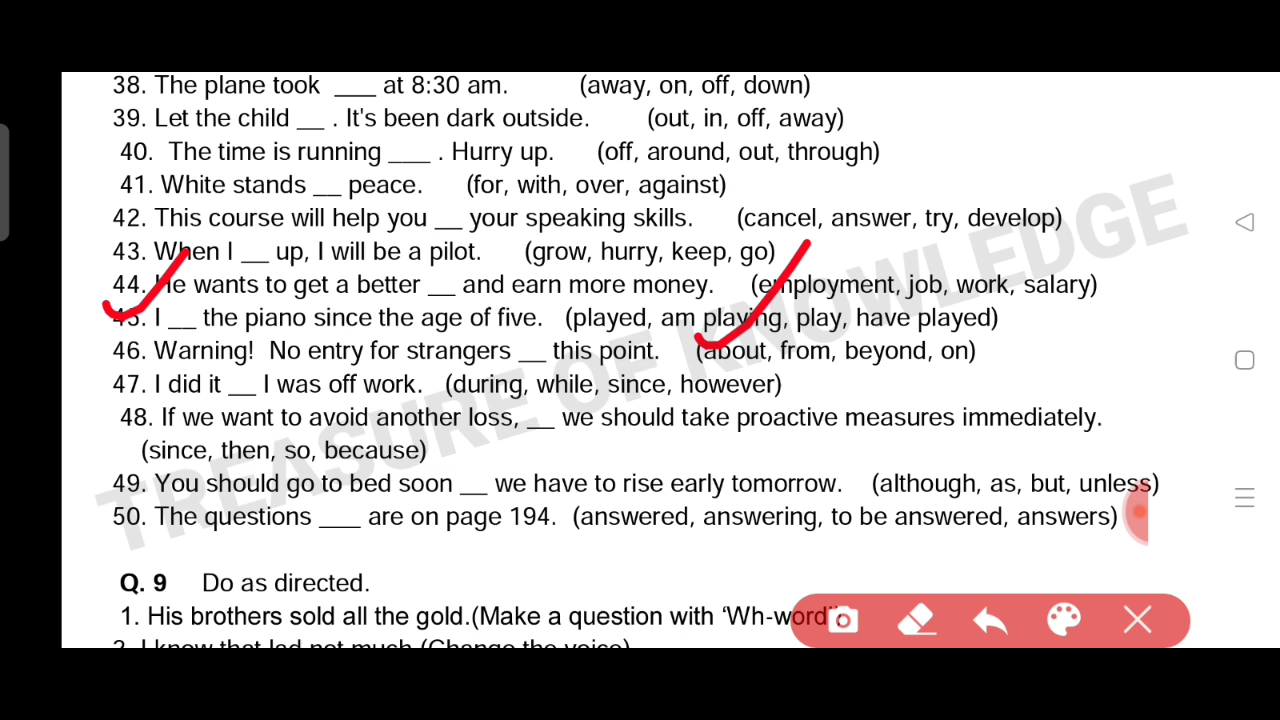 38. The plane took ___ at 8:30 am. (away, on, off, down)
39. Let the child __ . It's been dark outside. (out, in, off, away)
40. The time is running ___ . Hurry up. (off, around, out, through)
41. White stands __ peace. (for, with, over, against)
42. This course will help you __ your speaking skills. (cancel, answer, try, develop)
43. When I __ up, I will be a pilot. (grow, hurry, keep, go)
44. He wants to get a better __ and earn more money. (employment, job, work, salary)
45. I __ the piano since the age of five. (played, am playing, play, have played)
46. Warning! No entry for strangers __ this point. (about, from, beyond, on)
47. I did it __ I was off work. (during, while, since, however)
48. If we want to avoid another loss, __ we should take proactive measures immediately.
(since, then, so, because)
49. You should go to bed soon __ we have to rise early tomorrow. (although, as, but, unless)
50. The questions ___ are on page 194. (answered, answering, to be answered, answers)
TREASURE OF KNOWLEDGE
Q. 9 Do as directed.
1. His brothers sold all the gold.(Make a question with ‘Wh-word’)
2. I know that lad not much.(Change the voice)